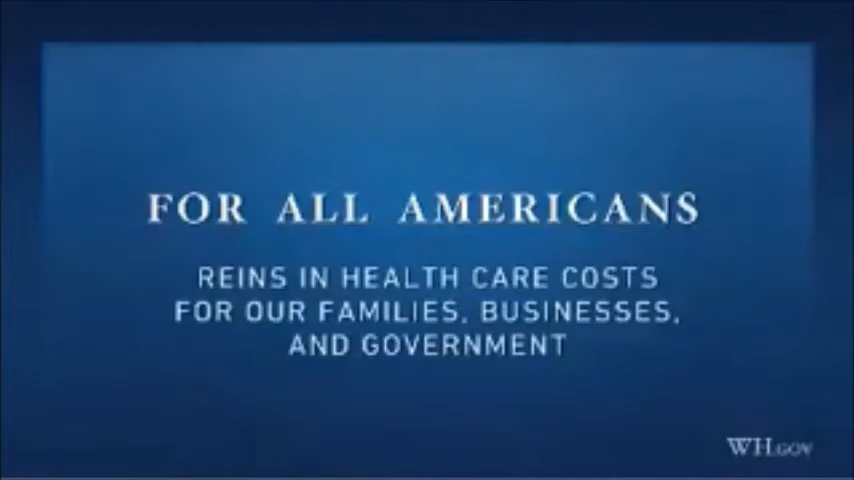 FOR ALL AMERICANS
REINS IN HEALTH CARE COSTS
FOR OUR FAMILIES, BUSINESSES,
AND GOVERNMENT
WH.GOV